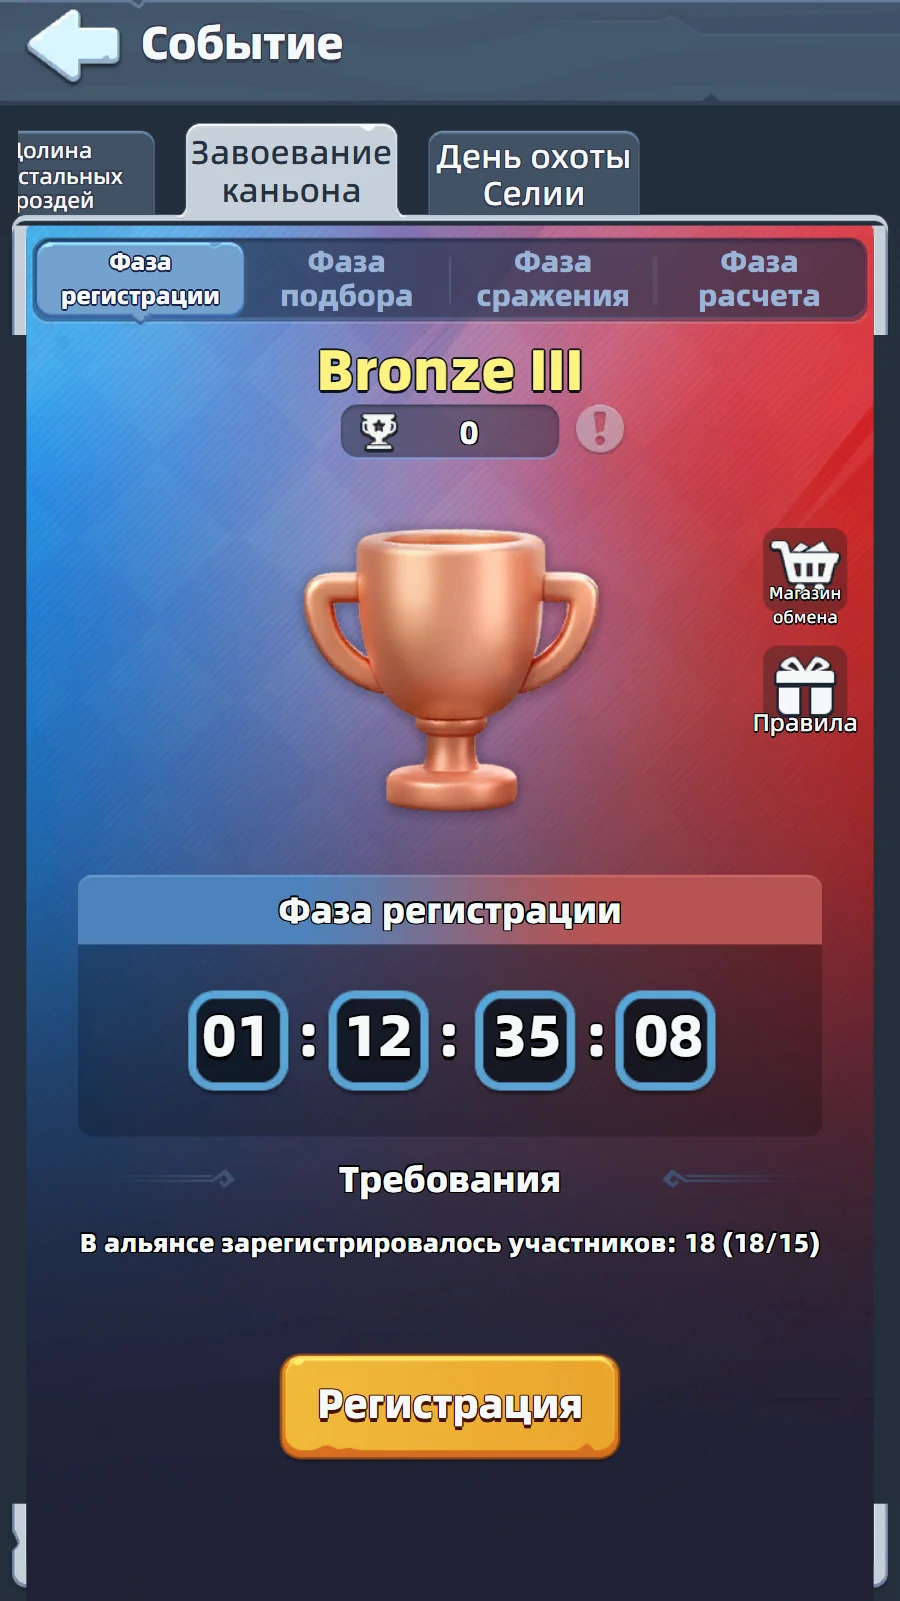 Событие
Долина
стальных
роздей
Завоевание
каньона
День охоты
Селии
Фаза
регистрации
Фаза
подбора
Фаза
сражения
Фаза
расчета
Bronze III
0
Магазин
обмена
Правила
Фаза регистрации
01 : 12 : 35 : 08
Требования
В альянсе зарегистрировалось участников: 18 (18/15)
Регистрация